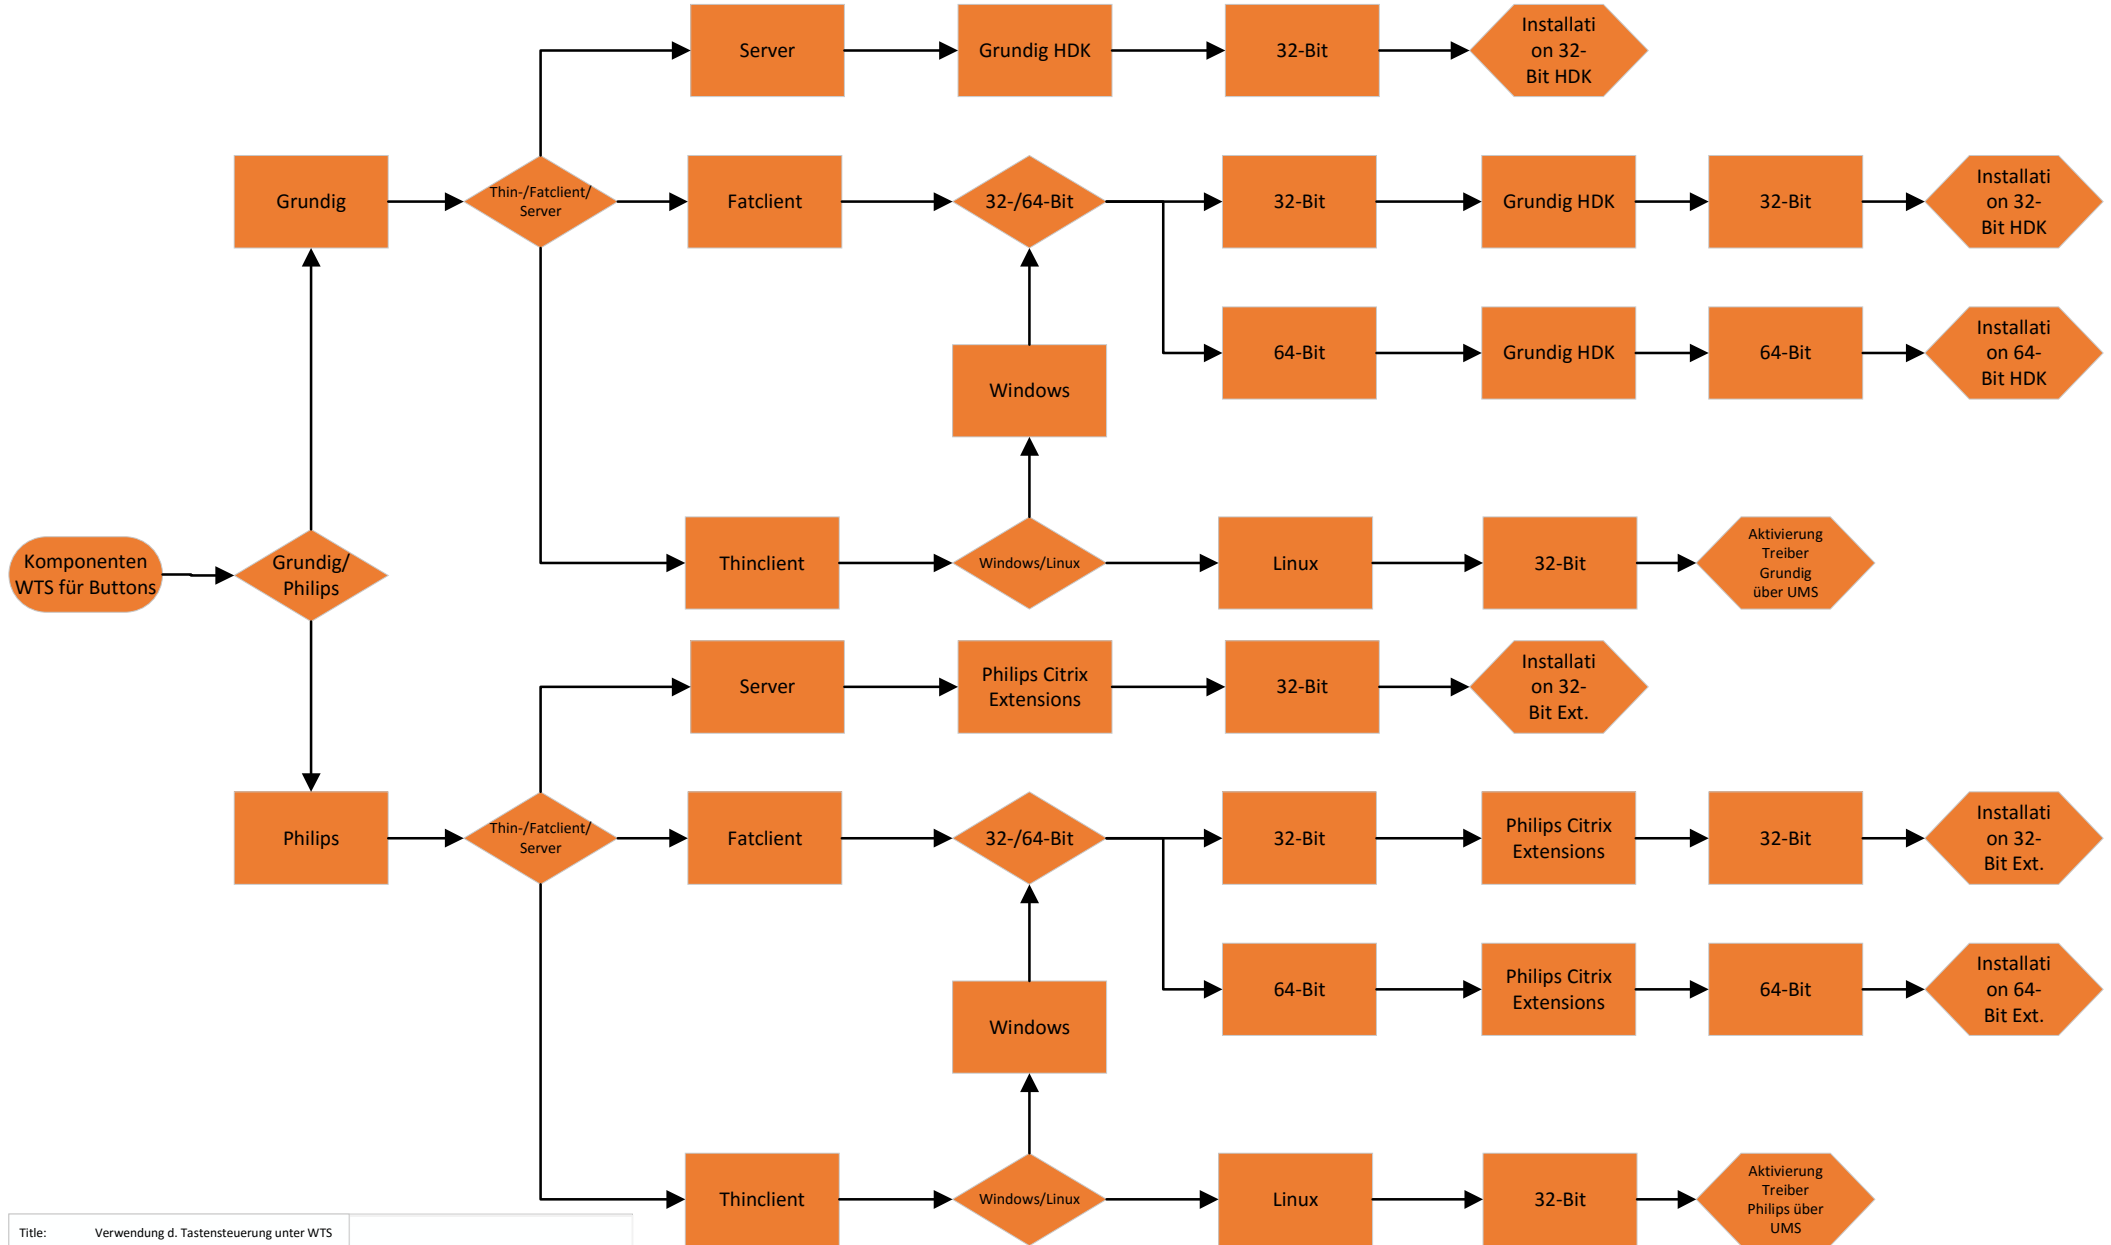 Server
Grundig HDK
32-Bit
Installati
on 32-
Bit HDK
Grundig
Thin-/Fatclient/
Server
Fatclient
32-/64-Bit
32-Bit
Grundig HDK
32-Bit
Installati
on 32-
Bit HDK
64-Bit
Grundig HDK
64-Bit
Installati
on 64-
Bit HDK
Windows
Komponenten
WTS für Buttons
Grundig/
Philips
Thinclient
Windows/Linux
Linux
32-Bit
Aktivierung
Treiber
Grundig
über UMS
Server
Philips Citrix
Extensions
32-Bit
Installati
on 32-
Bit Ext.
Philips
Thin-/Fatclient/
Server
Fatclient
32-/64-Bit
32-Bit
Philips Citrix
Extensions
32-Bit
Installati
on 32-
Bit Ext.
64-Bit
Philips Citrix
Extensions
64-Bit
Installati
on 64-
Bit Ext.
Windows
Thinclient
Windows/Linux
Linux
32-Bit
Aktivierung
Treiber
Philips über
UMS
Title: Verwendung d. Tastensteuerung unter WTS